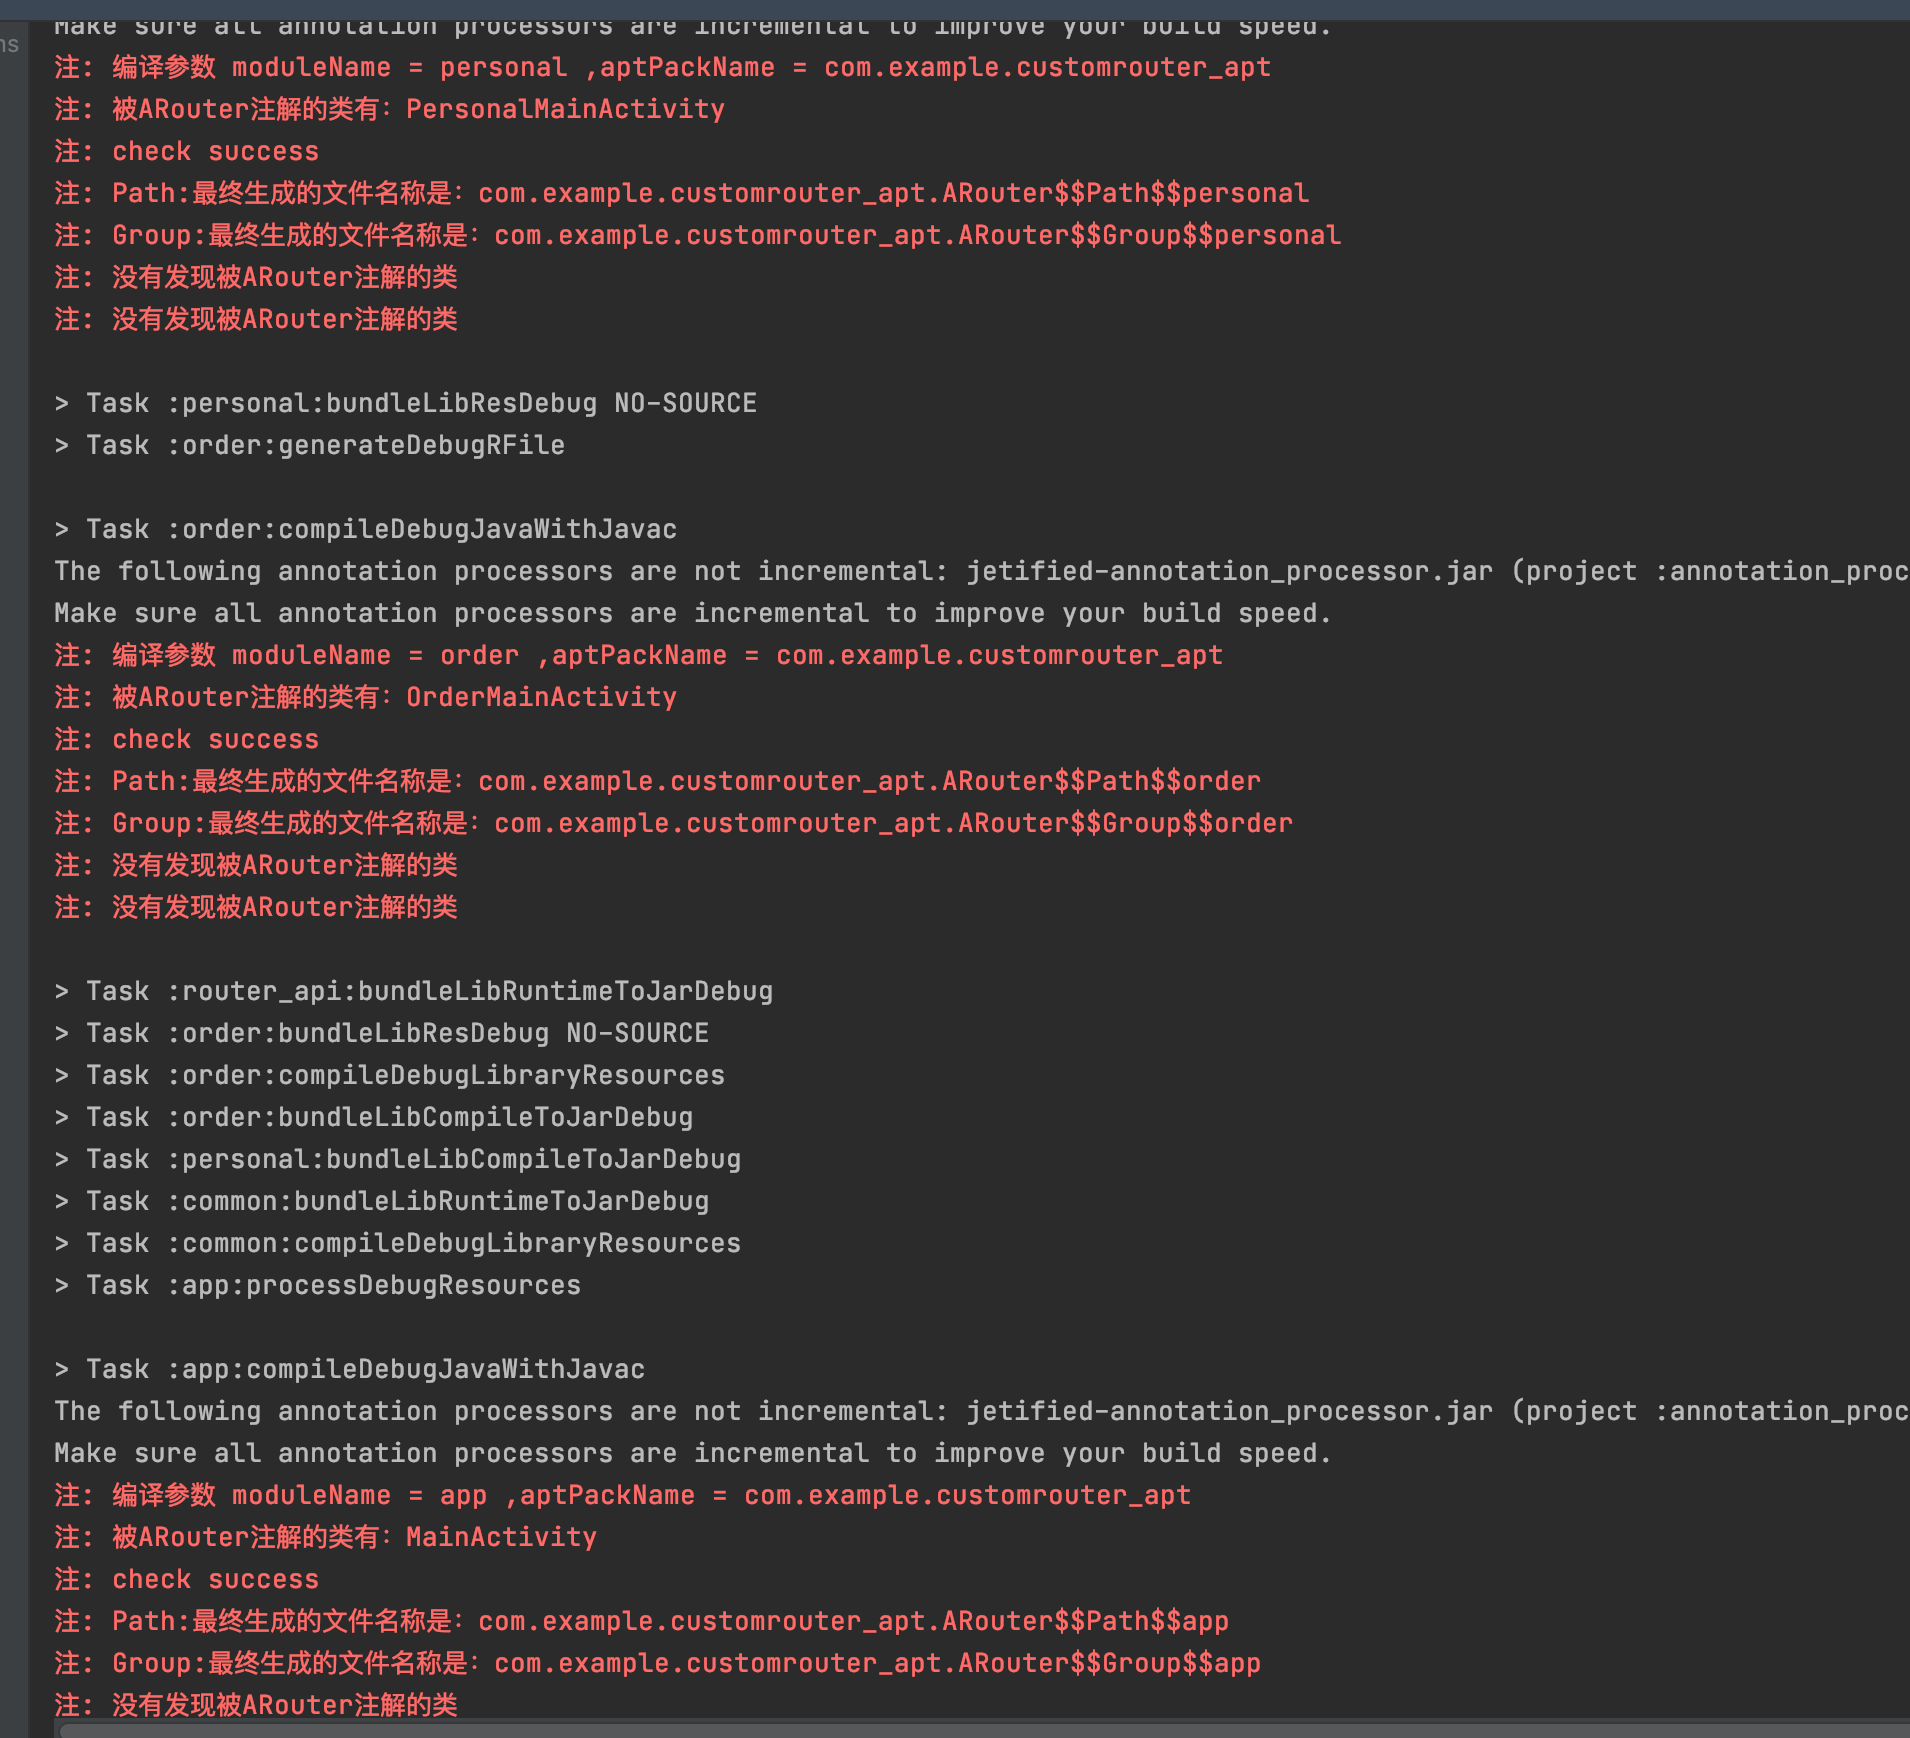 ns
Make sure all annotation processors are incremental to improve your build speed.
注: 编译参数 moduleName = personal ,aptPackName = com.example.customrouter_apt
注: 被ARouter注解的类有：PersonalMainActivity
注: check success
注: Path:最终生成的文件名称是：com.example.customrouter_apt.ARouter$$Path$$personal
注: Group:最终生成的文件名称是：com.example.customrouter_apt.ARouter$$Group$$personal
注: 没有发现被ARouter注解的类
注: 没有发现被ARouter注解的类
> Task :personal:bundleLibResDebug NO-SOURCE
> Task :order:generateDebugRFile
> Task :order:compileDebugJavaWithJavac
The following annotation processors are not incremental: jetified-annotation_processor.jar (project :annotation_proc
Make sure all annotation processors are incremental to improve your build speed.
注: 编译参数 moduleName = order ,aptPackName = com.example.customrouter_apt
注: 被ARouter注解的类有：OrderMainActivity
注: check success
注: Path:最终生成的文件名称是：com.example.customrouter_apt.ARouter$$Path$$order
注: Group:最终生成的文件名称是：com.example.customrouter_apt.ARouter$$Group$$order
注: 没有发现被ARouter注解的类
注: 没有发现被ARouter注解的类
> Task :router_api:bundleLibRuntimeToJarDebug
> Task :order:bundleLibResDebug NO-SOURCE
> Task :order:compileDebugLibraryResources
> Task :order:bundleLibCompileToJarDebug
> Task :personal:bundleLibCompileToJarDebug
> Task :common:bundleLibRuntimeToJarDebug
> Task :common:compileDebugLibraryResources
> Task :app:processDebugResources
> Task :app:compileDebugJavaWithJavac
The following annotation processors are not incremental: jetified-annotation_processor.jar (project :annotation_proc
Make sure all annotation processors are incremental to improve your build speed.
注: 编译参数 moduleName = app ,aptPackName = com.example.customrouter_apt
注: 被ARouter注解的类有：MainActivity
注: check success
注: Path:最终生成的文件名称是：com.example.customrouter_apt.ARouter$$Path$$app
注: Group:最终生成的文件名称是：com.example.customrouter_apt.ARouter$$Group$$app
注: 没有发现被ARouter注解的类